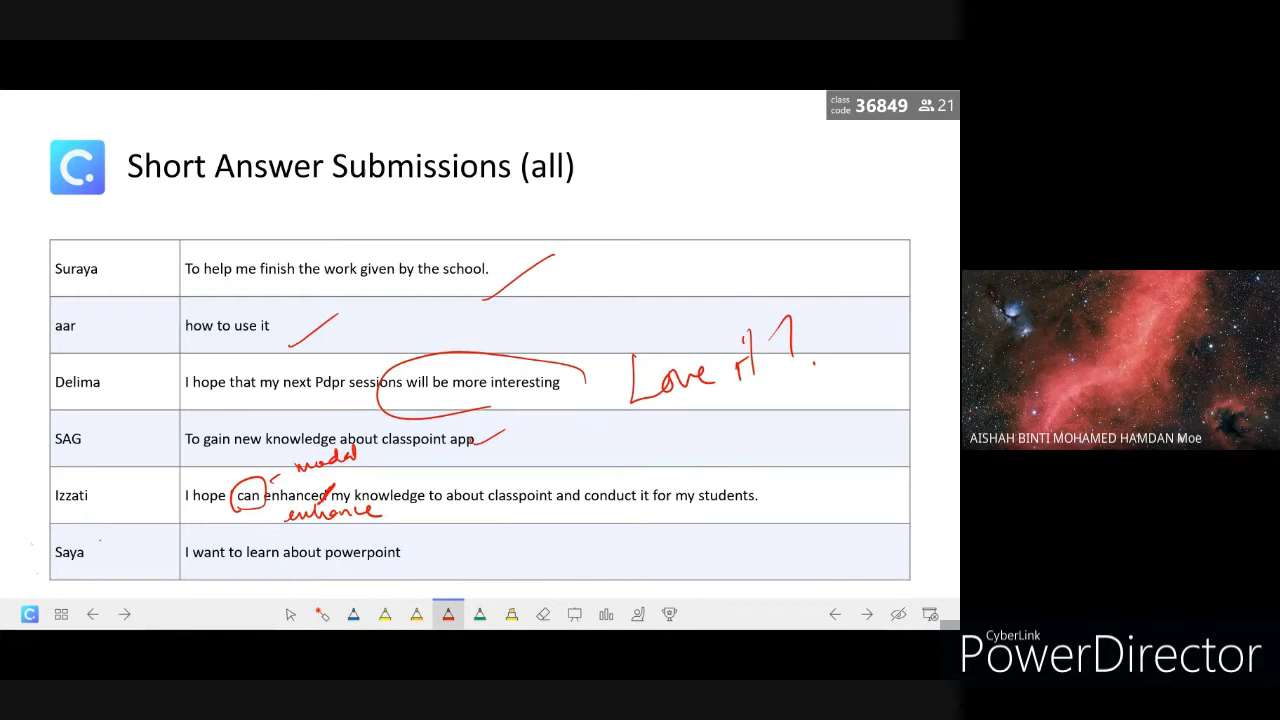 class code 36849 21
C.
Short Answer Submissions (all)
Suraya To help me finish the work given by the school.
aar how to use it
Love it!
Delima I hope that my next Pdpr sessions will be more interesting
SAG To gain new knowledge about classpoint app
modal
Izzati I hope can enhanced my knowledge to about classpoint and conduct it for my students.
enhance
Saya I want to learn about powerpoint
C.
AISHAH BINTI MOHAMED HAMDAN Moe
CyberLink
PowerDirector